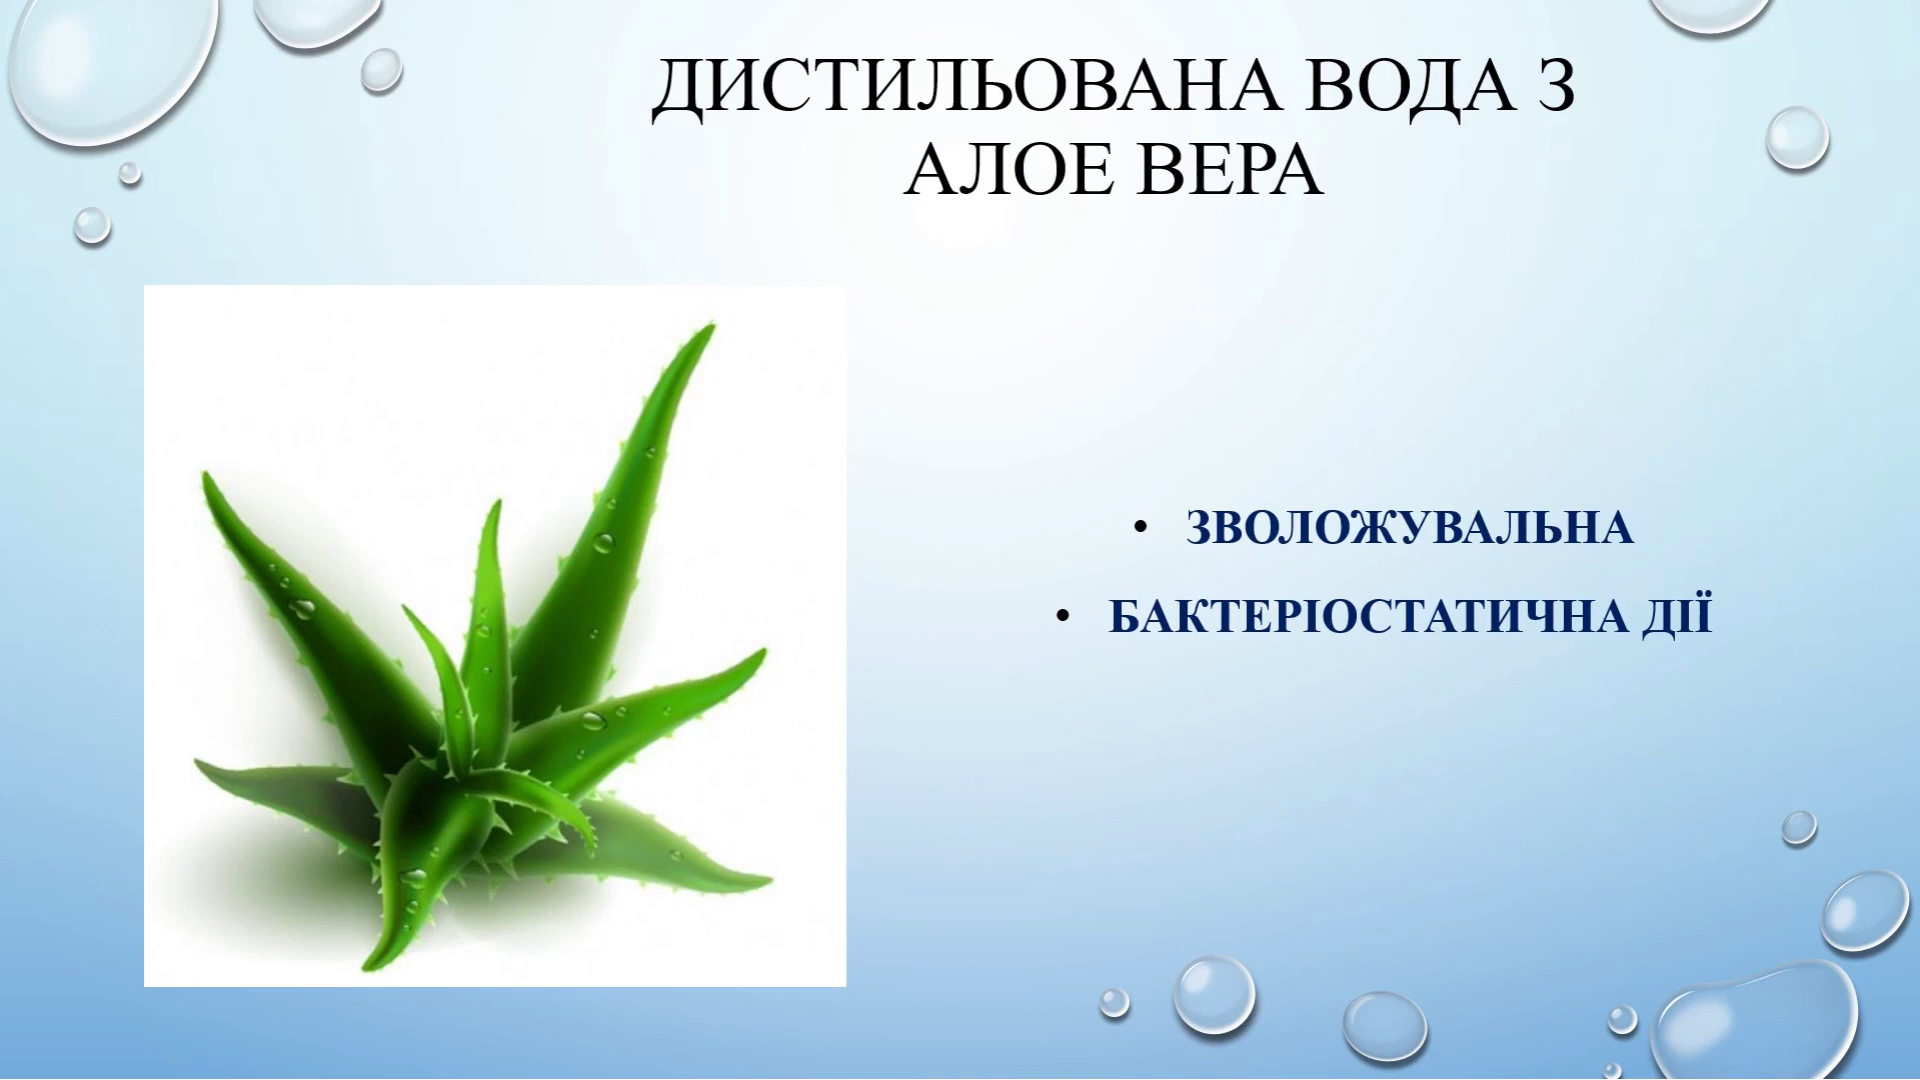 ДИСТИЛЬОВАНА ВОДА З
АЛОЕ ВЕРА
• ЗВОЛОЖУВАЛЬНА
• БАКТЕРІОСТАТИЧНА ДІЇ